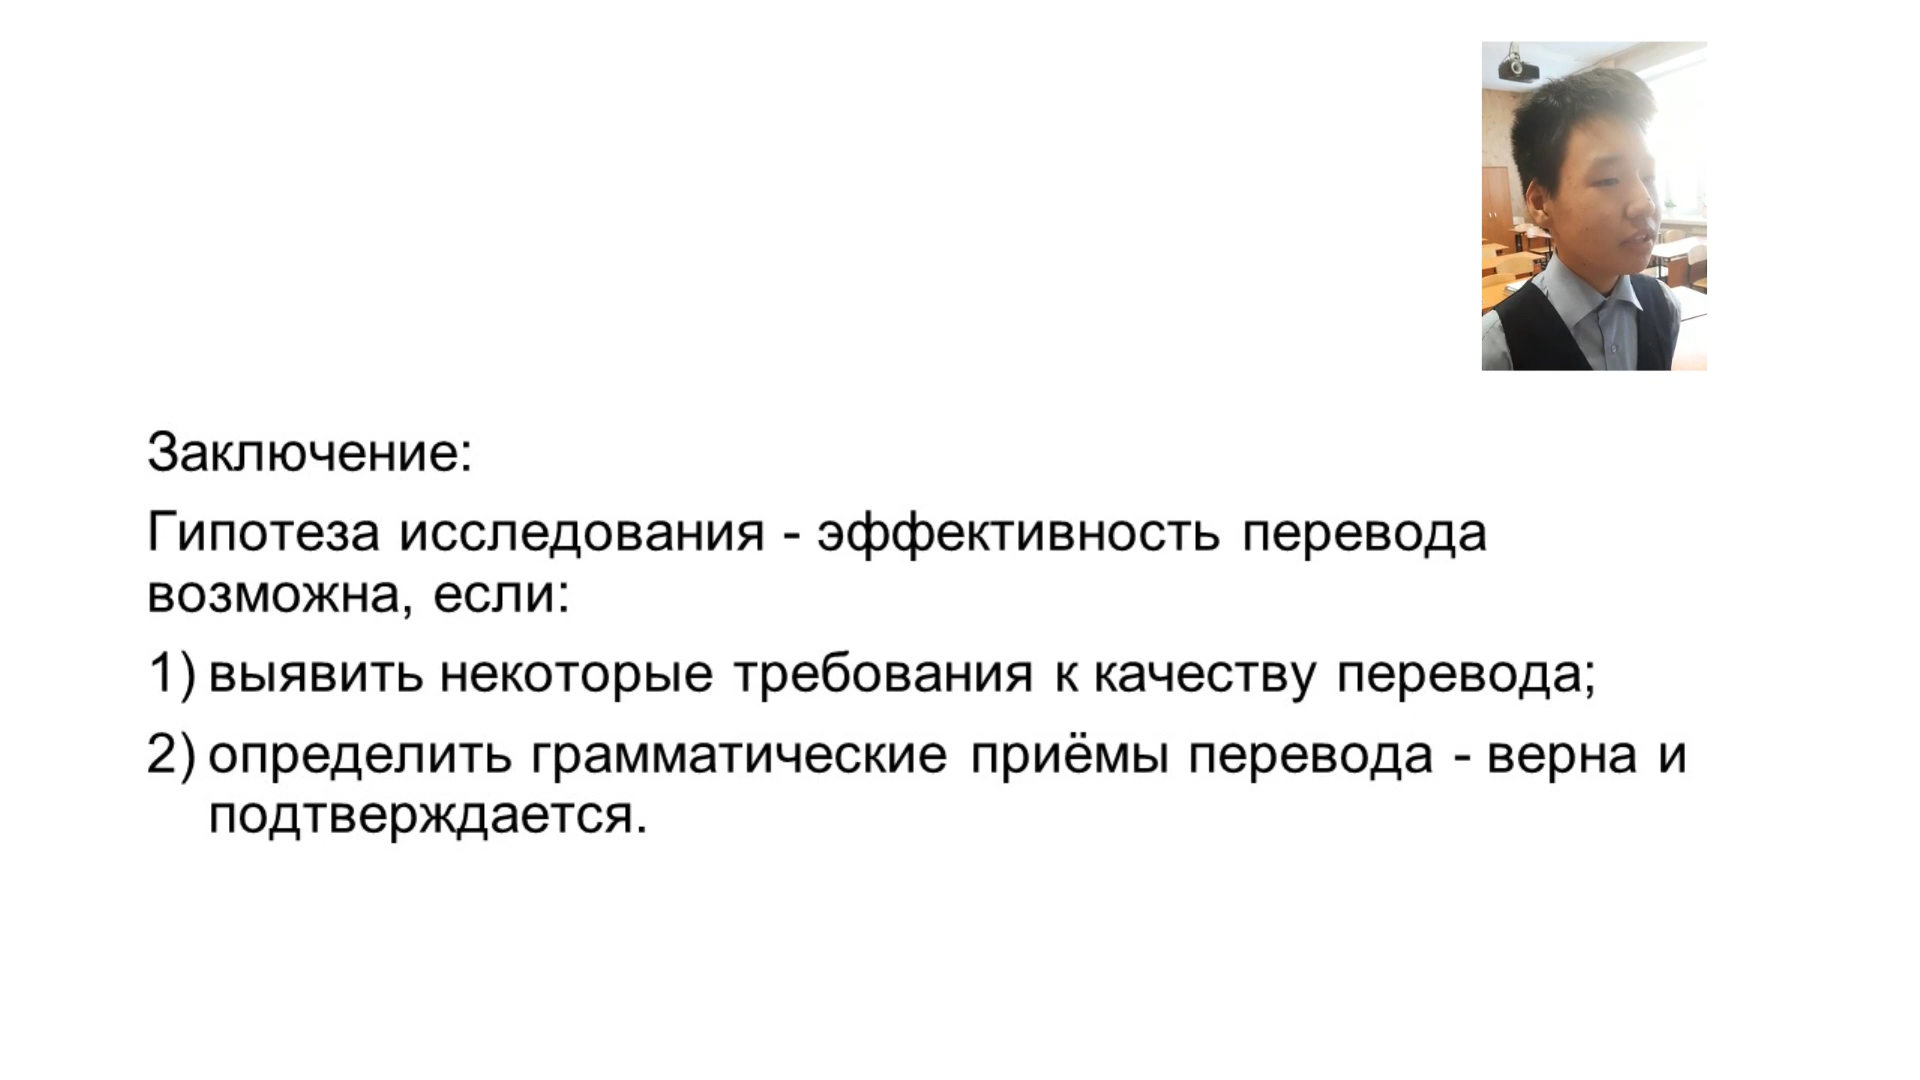 Заключение:
Гипотеза исследования - эффективность перевода
возможна, если:
1) выявить некоторые требования к качеству перевода;
2) определить грамматические приёмы перевода - верна и
подтверждается.